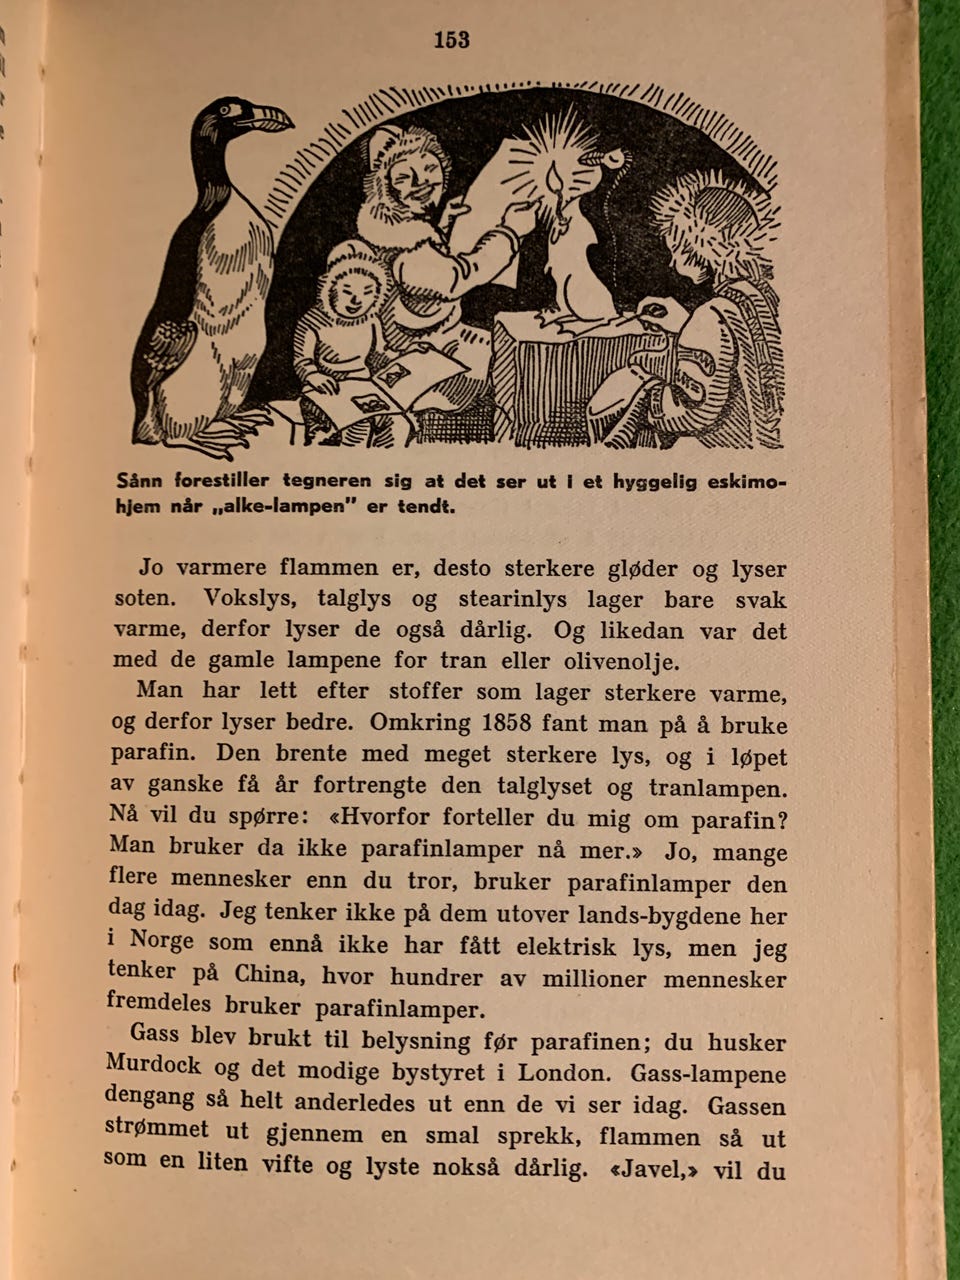 153
Sånn forestiller tegneren sig at det ser ut i et hyggelig eskimo-
hjem når „alke-lampen” er tendt.
Jo varmere flammen er, desto sterkere gløder og lyser
soten. Vokslys, talglys og stearinlys lager bare svak
varme, derfor lyser de også dårlig. Og likedan var det
med de gamle lampene for tran eller olivenolje.
Man har lett efter stoffer som lager sterkere varme,
og derfor lyser bedre. Omkring 1858 fant man på å bruke
parafin. Den brente med meget sterkere lys, og i løpet
av ganske få år fortrengte den talglyset og tranlampen.
Nå vil du spørre: «Hvorfor forteller du mig om parafin?
Man bruker da ikke parafinlamper nå mer.» Jo, mange
flere mennesker enn du tror, bruker parafinlamper den
dag idag. Jeg tenker ikke på dem utover lands-bygdene her
i Norge som ennå ikke har fått elektrisk lys, men jeg
tenker på China, hvor hundrer av millioner mennesker
fremdeles bruker parafinlamper.
Gass blev brukt til belysning før parafinen; du husker
Murdock og det modige bystyret i London. Gass-lampene
dengang så helt anderledes ut enn de vi ser idag. Gassen
strømmet ut gjennem en smal sprekk, flammen så ut
som en liten vifte og lyste nokså dårlig. «Javel,» vil du